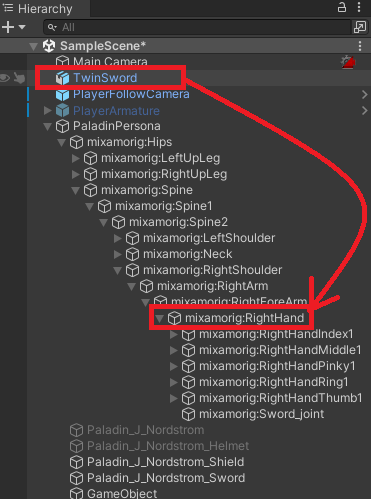 Hierarchy
All
SampleScene*
Main Camera
TwinSword
PlayerFollowCamera
PlayerArmature
PaladinPersona
mixamorig:Hips
mixamorig:LeftUpLeg
mixamorig:RightUpLeg
mixamorig:Spine
mixamorig:Spine1
mixamorig:Spine2
mixamorig:LeftShoulder
mixamorig:Neck
mixamorig:RightShoulder
mixamorig:RightArm
mixamorig:RightForeArm
mixamorig:RightHand
mixamorig:RightHandIndex1
mixamorig:RightHandMiddle1
mixamorig:RightHandPinky1
mixamorig:RightHandRing1
mixamorig:RightHandThumb1
mixamorig:Sword_joint
Paladin_J_Nordstrom
Paladin_J_Nordstrom_Helmet
Paladin_J_Nordstrom_Shield
Paladin_J_Nordstrom_Sword
GameObject